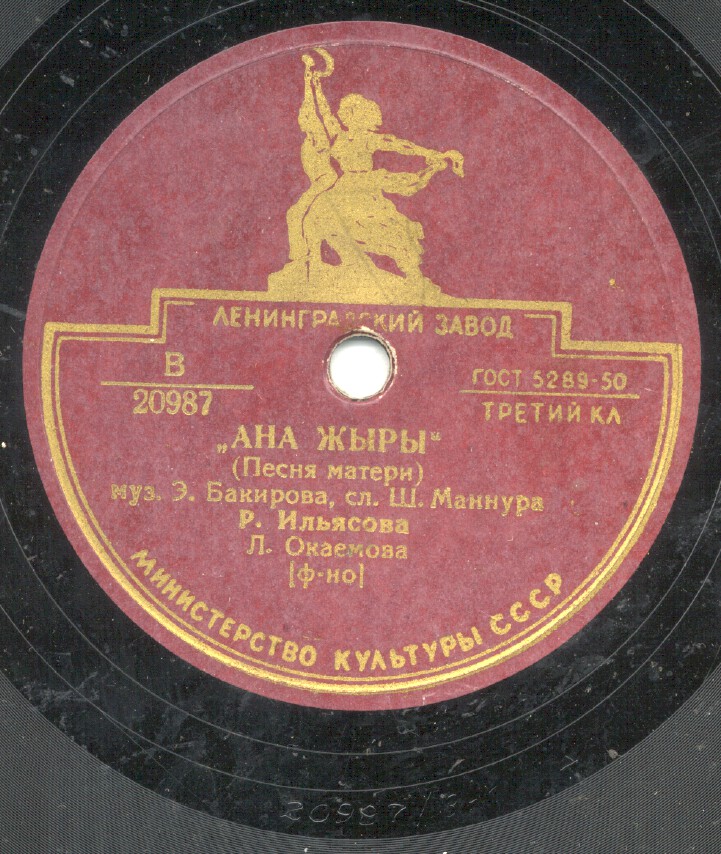 ЛЕНИНГРАДСКИЙ ЗАВОД
В
20987
ГОСТ 5289-50
ТРЕТИЙ КЛ
„АНА ЖЫРЫ“
(Песня матери)
муз. Э. Бакирова, сл. Ш. Маннура
Р. Ильясова
Л. Окаемова
[ф-но]
МИНИСТЕРСТВО КУЛЬТУРЫ СССР